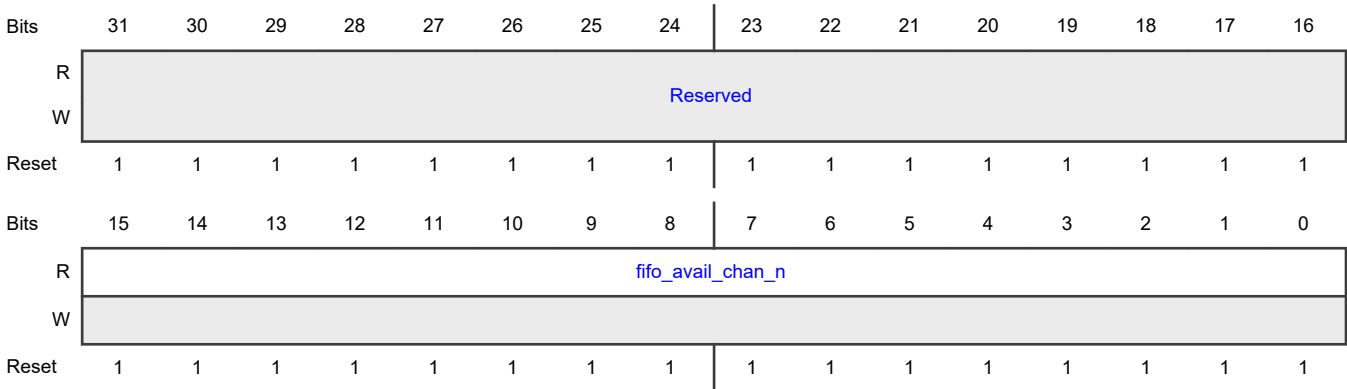 Bits 31 30 29 28 27 26 25 24 23 22 21 20 19 18 17 16
R
Reserved
W
Reset 1 1 1 1 1 1 1 1 1 1 1 1 1 1 1 1
Bits 15 14 13 12 11 10 9 8 7 6 5 4 3 2 1 0
R fifo_avail_chan_n
W
Reset 1 1 1 1 1 1 1 1 1 1 1 1 1 1 1 1